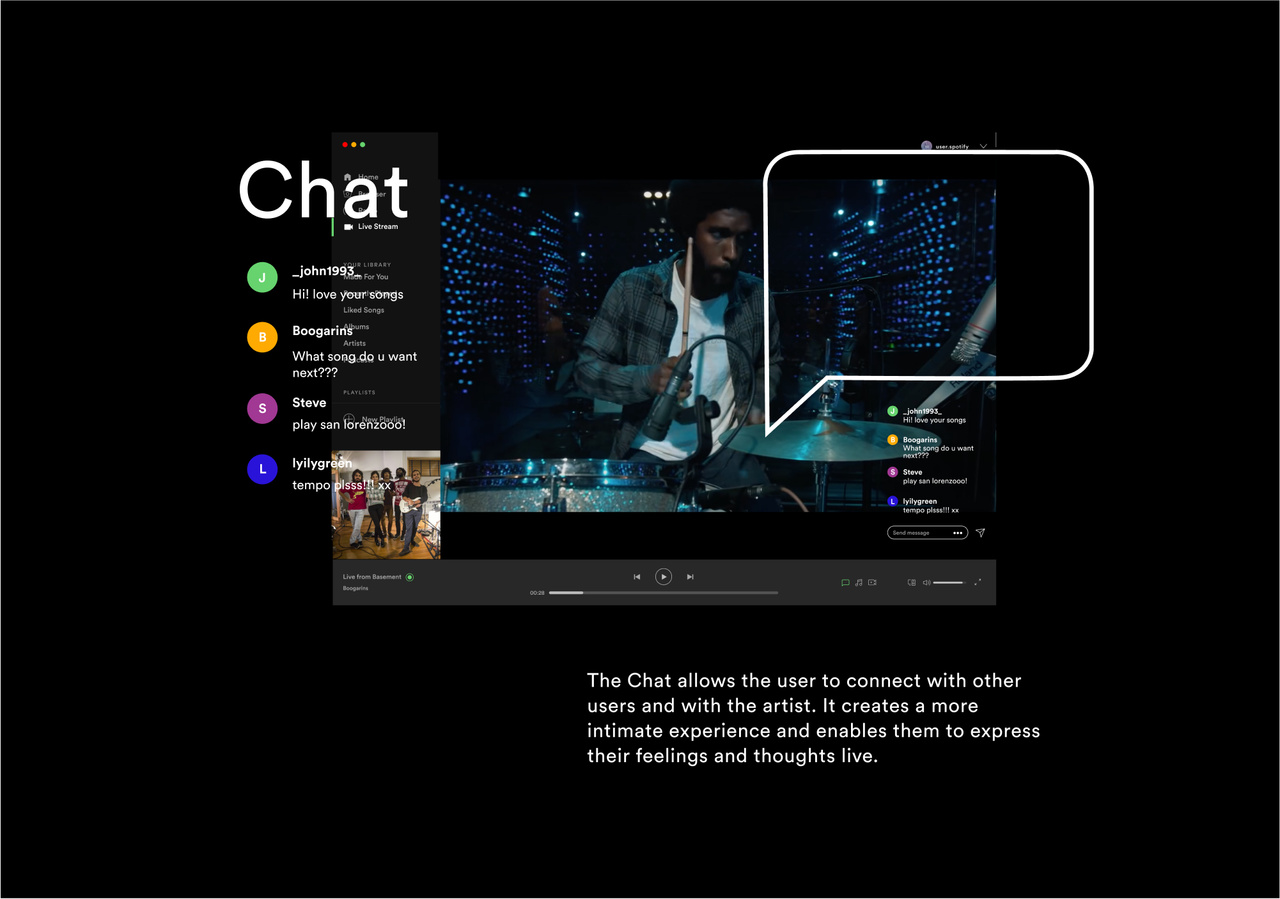 Chat
_john1993_
Hi! love your songs
Boogarins
What song do u want
next???
Steve
play san lorenzooo!
lyilygreen
tempo plsss!!! xx
Home
Live Stream
YOUR LIBRARY
Made For You
Liked Songs
Albums
Artists
PLAYLISTS
New Playlist
user.spotify
_john1993_
Hi! love your songs
Boogarins
What song do u want
next???
Steve
play san lorenzooo!
lyilygreen
tempo plsss!!! xx
Send message
Live from Basement
Boogarins
00:28
The Chat allows the user to connect with other
users and with the artist. It creates a more
intimate experience and enables them to express
their feelings and thoughts live.